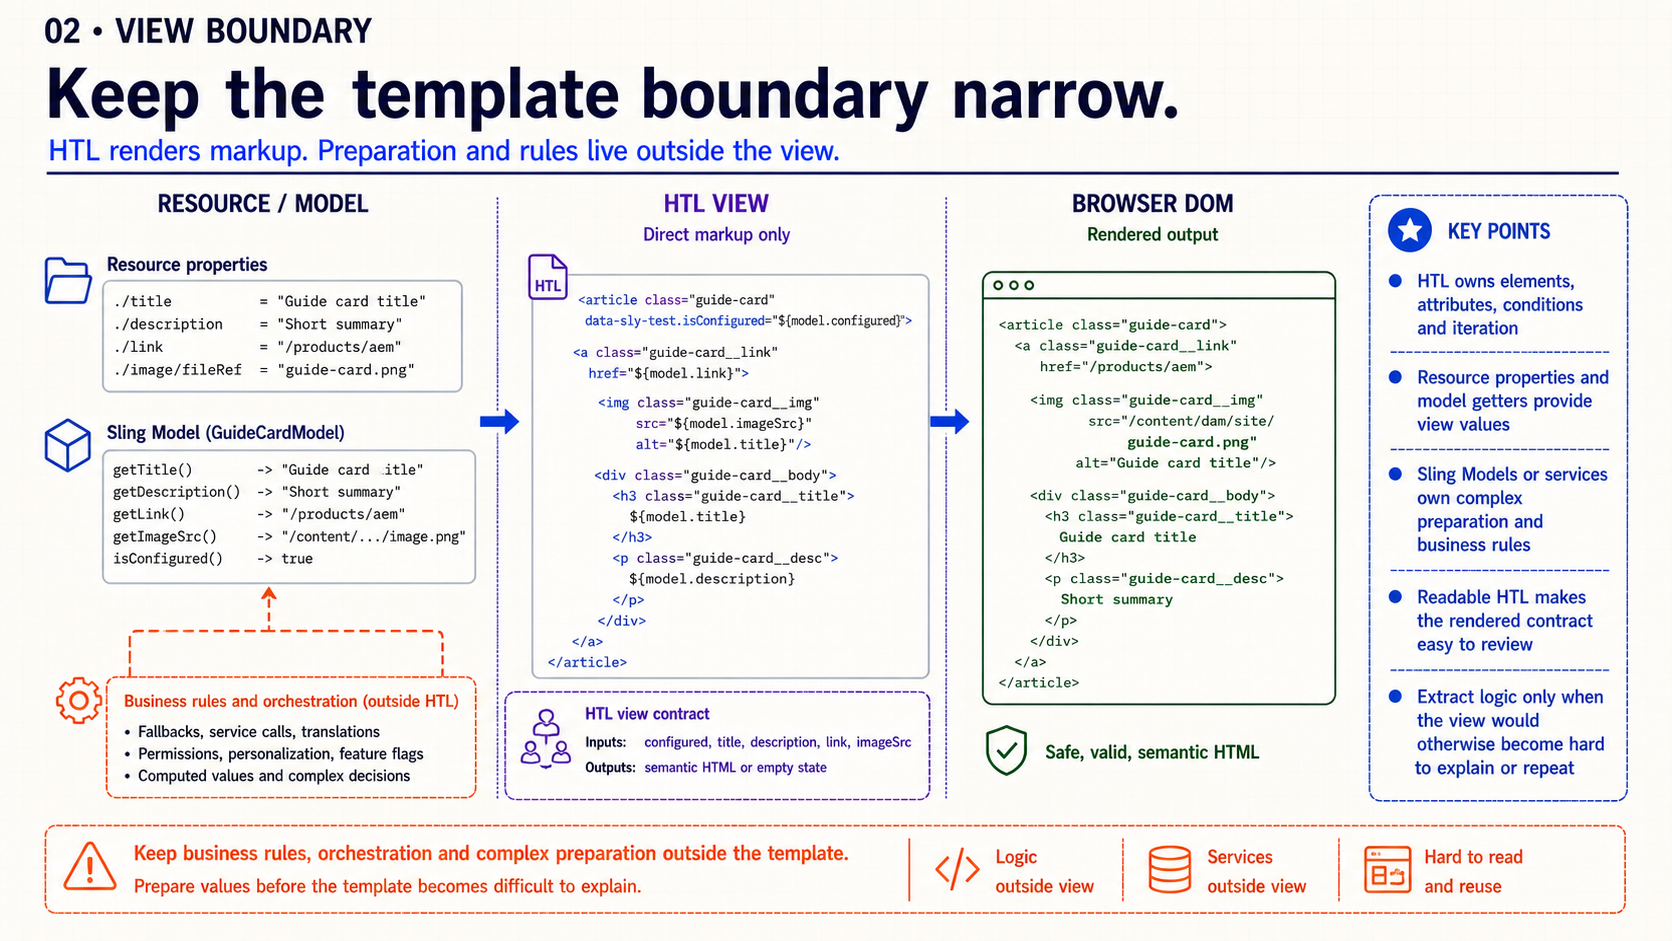 02 • VIEW BOUNDARY
Keep the template boundary narrow.
HTL renders markup. Preparation and rules live outside the view.
RESOURCE / MODEL
Resource properties
./title = "Guide card title"
./description = "Short summary"
./link = "/products/aem"
./image/fileRef = "guide-card.png"
Sling Model (GuideCardModel)
getTitle() -> "Guide card itle"
getDescription() -> "Short summary"
getLink() -> "/products/aem"
getImageSrc() -> "/content/.../image.png"
isConfigured() -> true
Business rules and orchestration (outside HTL)
• Fallbacks, service calls, translations
• Permissions, personalization, feature flags
• Computed values and complex decisions
HTL VIEW
Direct markup only
HTL
<article class="guide-card"
data-sly-test.isConfigured="${model.configured}">
<a class="guide-card__link"
href="${model.link}">
<img class="guide-card__img"
src="${model.imageSrc}"
alt="${model.title}"/>
<div class="guide-card__body">
<h3 class="guide-card__title">
${model.title}
</h3>
<p class="guide-card__desc">
${model.description}
</p>
</div>
</a>
</article>
HTL view contract
Inputs: configured, title, description, link, imageSrc
Outputs: semantic HTML or empty state
BROWSER DOM
Rendered output
<article class="guide-card">
<a class="guide-card__link"
href="/products/aem">
<img class="guide-card__img"
src="/content/dam/site/
guide-card.png"
alt="Guide card title"/>
<div class="guide-card__body">
<h3 class="guide-card__title">
Guide card title
</h3>
<p class="guide-card__desc">
Short summary
</p>
</div>
</a>
</article>
Safe, valid, semantic HTML
KEY POINTS
• HTL owns elements,
attributes, conditions
and iteration
• Resource properties and
model getters provide
view values
• Sling Models or services
own complex
preparation and
business rules
• Readable HTL makes
the rendered contract
easy to review
• Extract logic only when
the view would
otherwise become hard
to explain or repeat
Keep business rules, orchestration and complex preparation outside the template.
Prepare values before the template becomes difficult to explain.
Logic
outside view
Services
outside view
Hard to read
and reuse